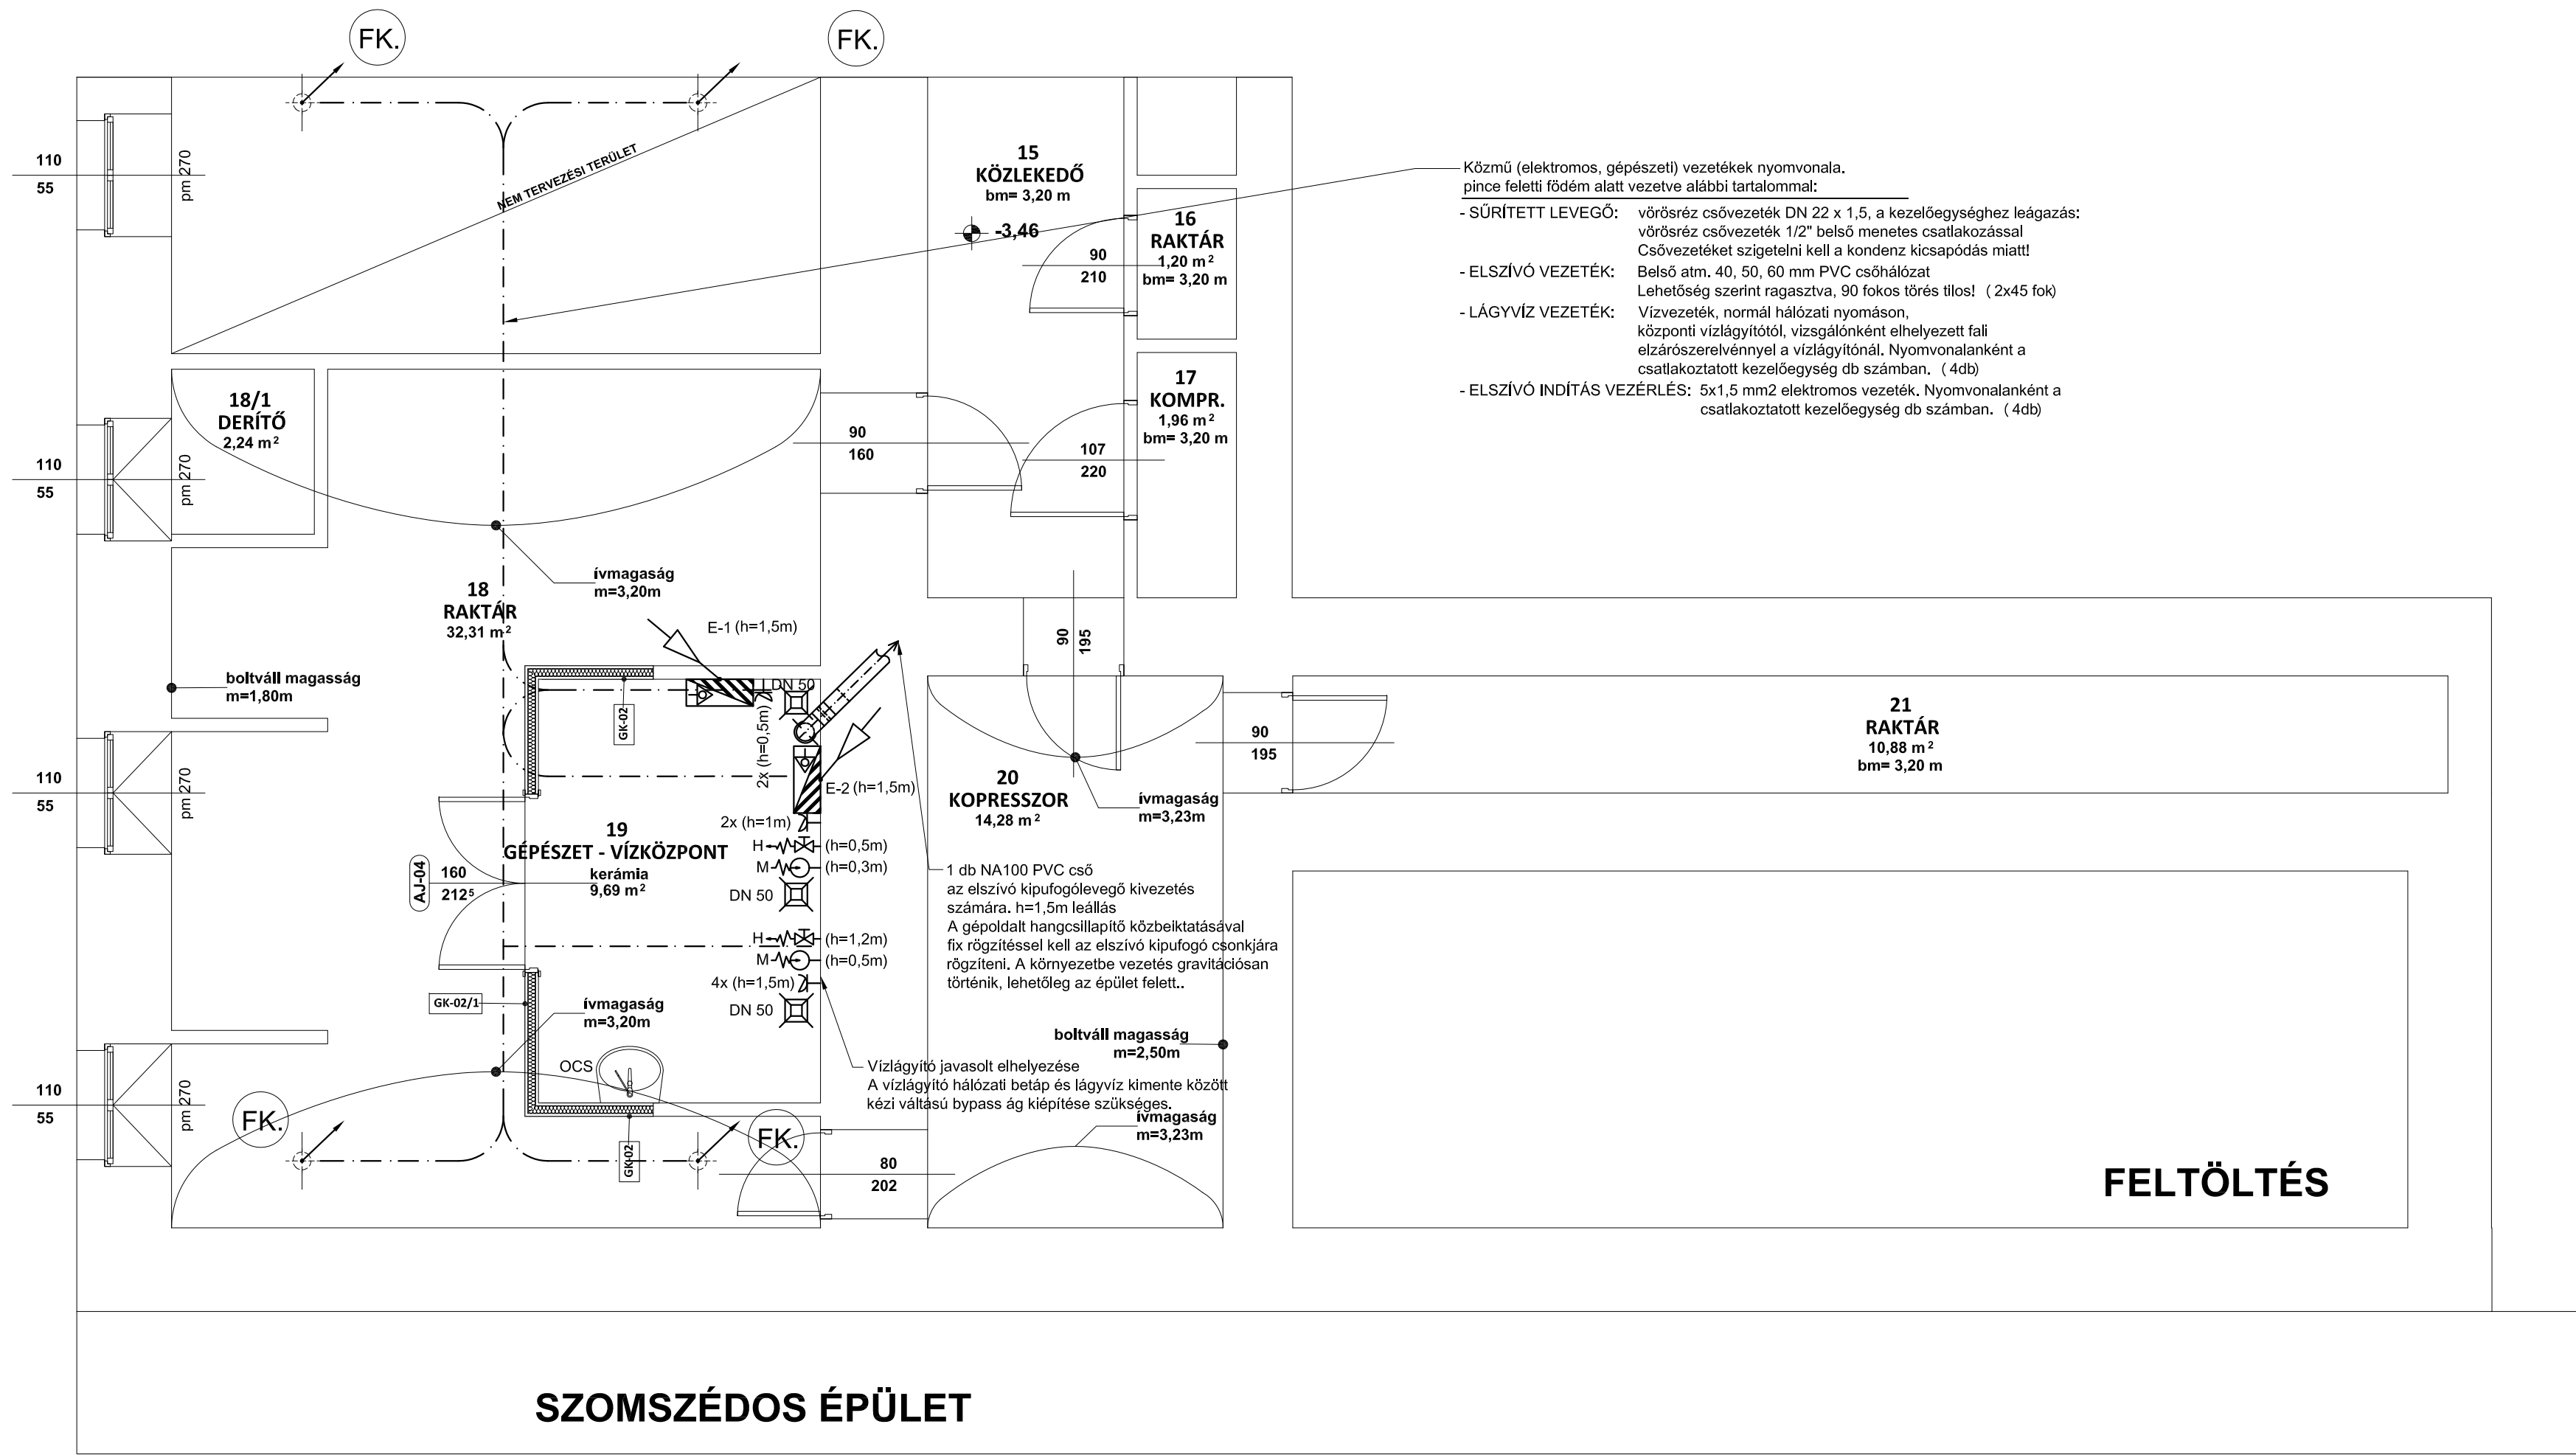 FK.
FK.
110
55
pm 270
NEM TERVEZÉSI TERÜLET
15
KÖZLEKEDŐ
bm= 3,20 m
-3,46
90
210
16
RAKTÁR
1,20 m²
bm= 3,20 m
Közmű (elektromos, gépészeti) vezetékek nyomvonala.
pince feletti födém alatt vezetve alábbi tartalommal:
- SŰRÍTETT LEVEGŐ: vörösréz csővezeték DN 22 x 1,5, a kezelőegységhez leágazás:
vörösréz csővezeték 1/2" belső menetes csatlakozással
Csővezetéket szigetelni kell a kondenz kicsapódás miatt!
- ELSZÍVÓ VEZETÉK: Belső atm. 40, 50, 60 mm PVC csőhálózat
Lehetőség szerint ragasztva, 90 fokos törés tilos! ( 2x45 fok)
- LÁGYVÍZ VEZETÉK: Vízvezeték, normál hálózati nyomáson,
központi vízlágyítótól, vizsgálónként elhelyezett fali
elzárószerelvénnyel a vízlágyítónál. Nyomvonalanként a
csatlakoztatott kezelőegység db számban. ( 4db)
- ELSZÍVÓ INDÍTÁS VEZÉRLÉS: 5x1,5 mm2 elektromos vezeték. Nyomvonalanként a
csatlakoztatott kezelőegység db számban. ( 4db)
18/1
DERÍTŐ
2,24 m²
110
55
pm 270
90
160
107
220
17
KOMPR.
1,96 m²
bm= 3,20 m
ívmagaság
m=3,20m
18
RAKTÁR
32,31 m²
E-1 (h=1,5m)
90
195
boltváll magasság
m=1,80m
GK-02
DN 50
2x (h=0,5m)
E-2 (h=1,5m)
110
55
pm 270
20
KOPRESSZOR
14,28 m²
ívmagaság
m=3,23m
90
195
21
RAKTÁR
10,88 m²
bm= 3,20 m
19
GÉPÉSZET - VÍZKÖZPONT
kerámia
9,69 m²
AJ-04
160
212⁵
2x (h=1m)
H (h=0,5m)
M (h=0,3m)
DN 50
H (h=1,2m)
M (h=0,5m)
4x (h=1,5m)
DN 50
1 db NA100 PVC cső
az elszívó kipufogólevegő kivezetés
számára. h=1,5m leállás
A gépoldalt hangcsillapítő közbeiktatásával
fix rögzítéssel kell az elszívó kipufogó csonkjára
rögzíteni. A környezetbe vezetés gravitációsan
történik, lehetőleg az épület felett..
GK-02/1
ívmagaság
m=3,20m
OCS
boltváll magasság
m=2,50m
Vízlágyító javasolt elhelyezése
A vízlágyító hálózati betáp és lágyvíz kimente között
kézi váltású bypass ág kiépítése szükséges.
110
55
pm 270
FK.
GK-02
FK.
80
202
ívmagaság
m=3,23m
FELTÖLTÉS
SZOMSZÉDOS ÉPÜLET